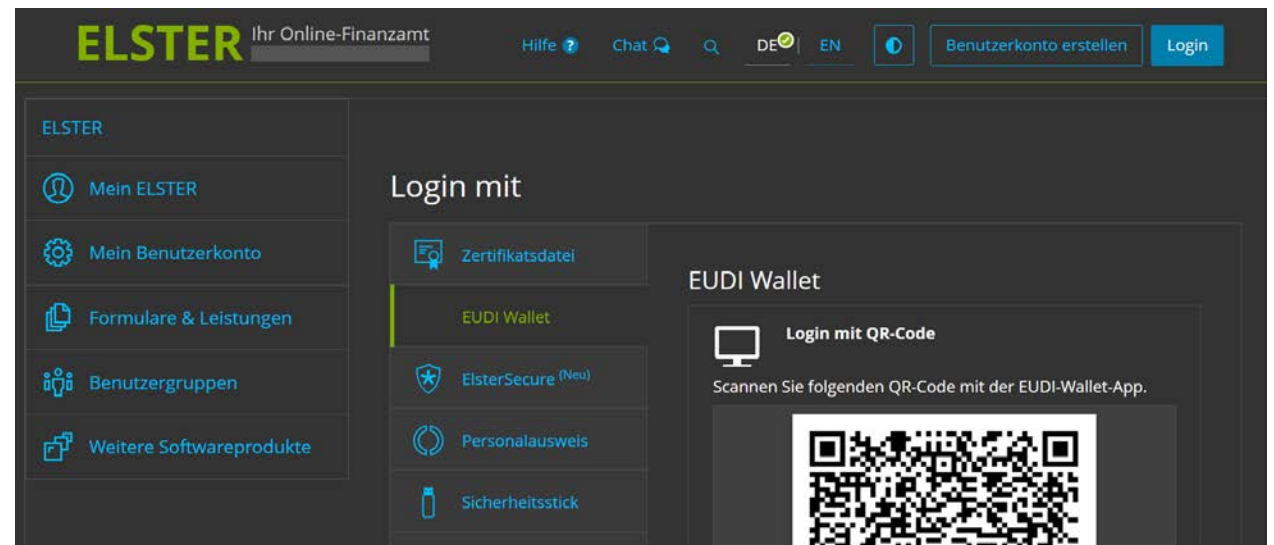 ELSTER Ihr Online-Finanzamt
Hilfe ? Chat DE | EN Benutzerkonto erstellen Login
ELSTER
Mein ELSTER
Mein Benutzerkonto
Formulare & Leistungen
Benutzergruppen
Weitere Softwareprodukte
Login mit
Zertifikatsdatei
EUDI Wallet
ElsterSecure (Neu)
Personalausweis
Sicherheitsstick
EUDI Wallet
Login mit QR-Code
Scannen Sie folgenden QR-Code mit der EUDI-Wallet-App.